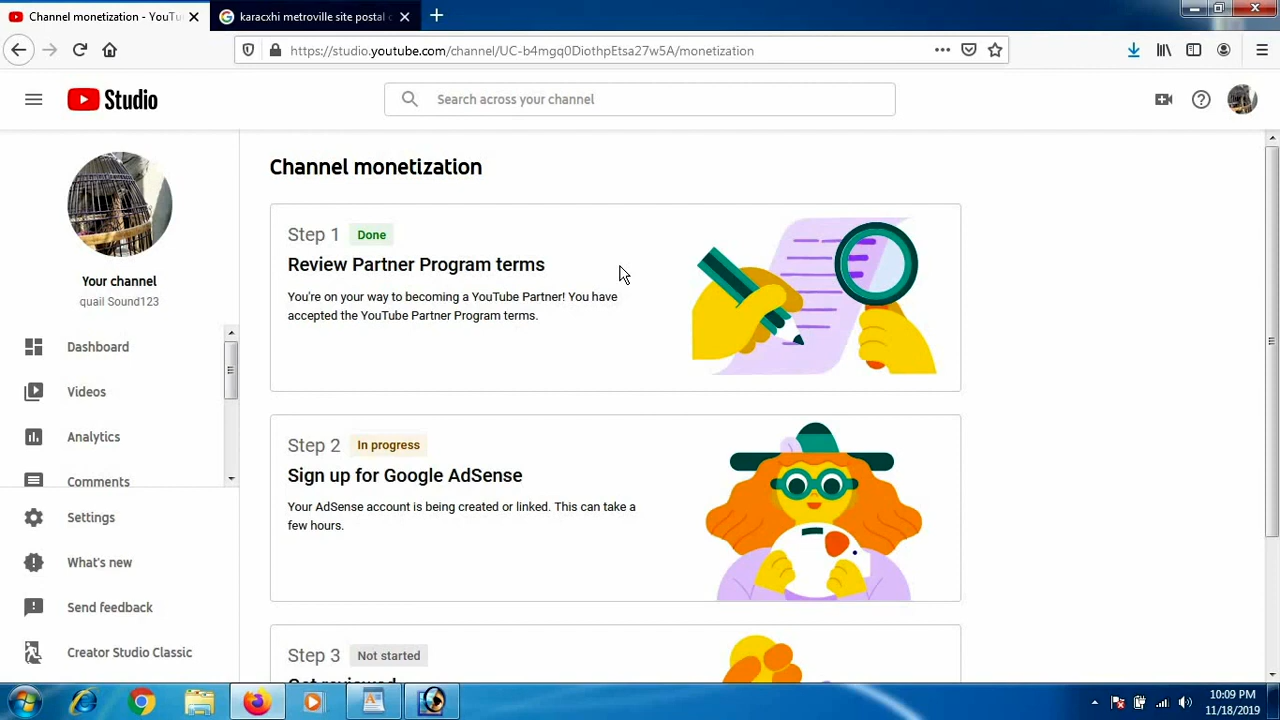 Channel monetization - YouTu
karacxhi metroville site postal c
https://studio.youtube.com/channel/UC-b4mgq0DiothpEtsa27w5A/monetization
Studio
Search across your channel
Your channel
quail Sound123
Dashboard
Videos
Analytics
Comments
Settings
What's new
Send feedback
Creator Studio Classic
Channel monetization
Step 1 Done
Review Partner Program terms
You're on your way to becoming a YouTube Partner! You have
accepted the YouTube Partner Program terms.
Step 2 In progress
Sign up for Google AdSense
Your AdSense account is being created or linked. This can take a
few hours.
Step 3 Not started
Get reviewed
10:09 PM
11/18/2019